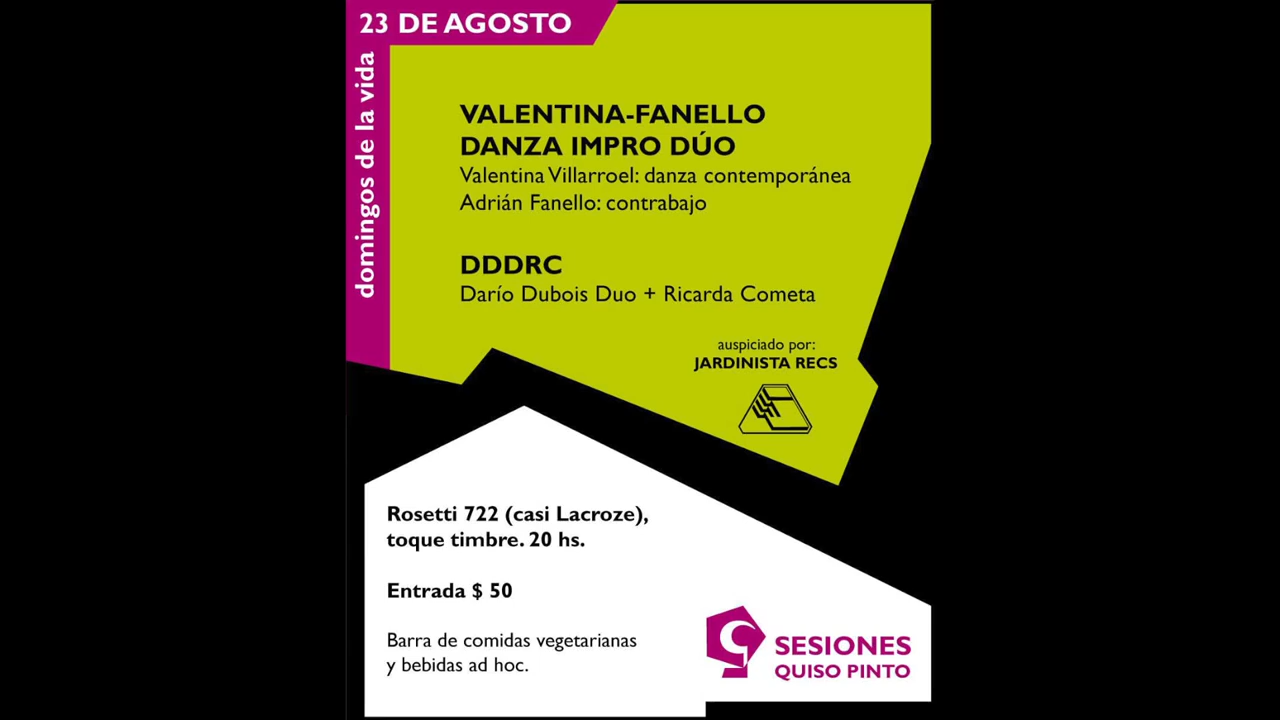 23 DE AGOSTO
domingos de la vida
VALENTINA-FANELLO
DANZA IMPRO DÚO
Valentina Villarroel: danza contemporánea
Adrián Fanello: contrabajo
DDDRC
Darío Dubois Duo + Ricarda Cometa
auspiciado por:
JARDINISTA RECS
Rosetti 722 (casi Lacroze),
toque timbre. 20 hs.
Entrada $ 50
Barra de comidas vegetarianas
y bebidas ad hoc.
SESIONES
QUISO PINTO